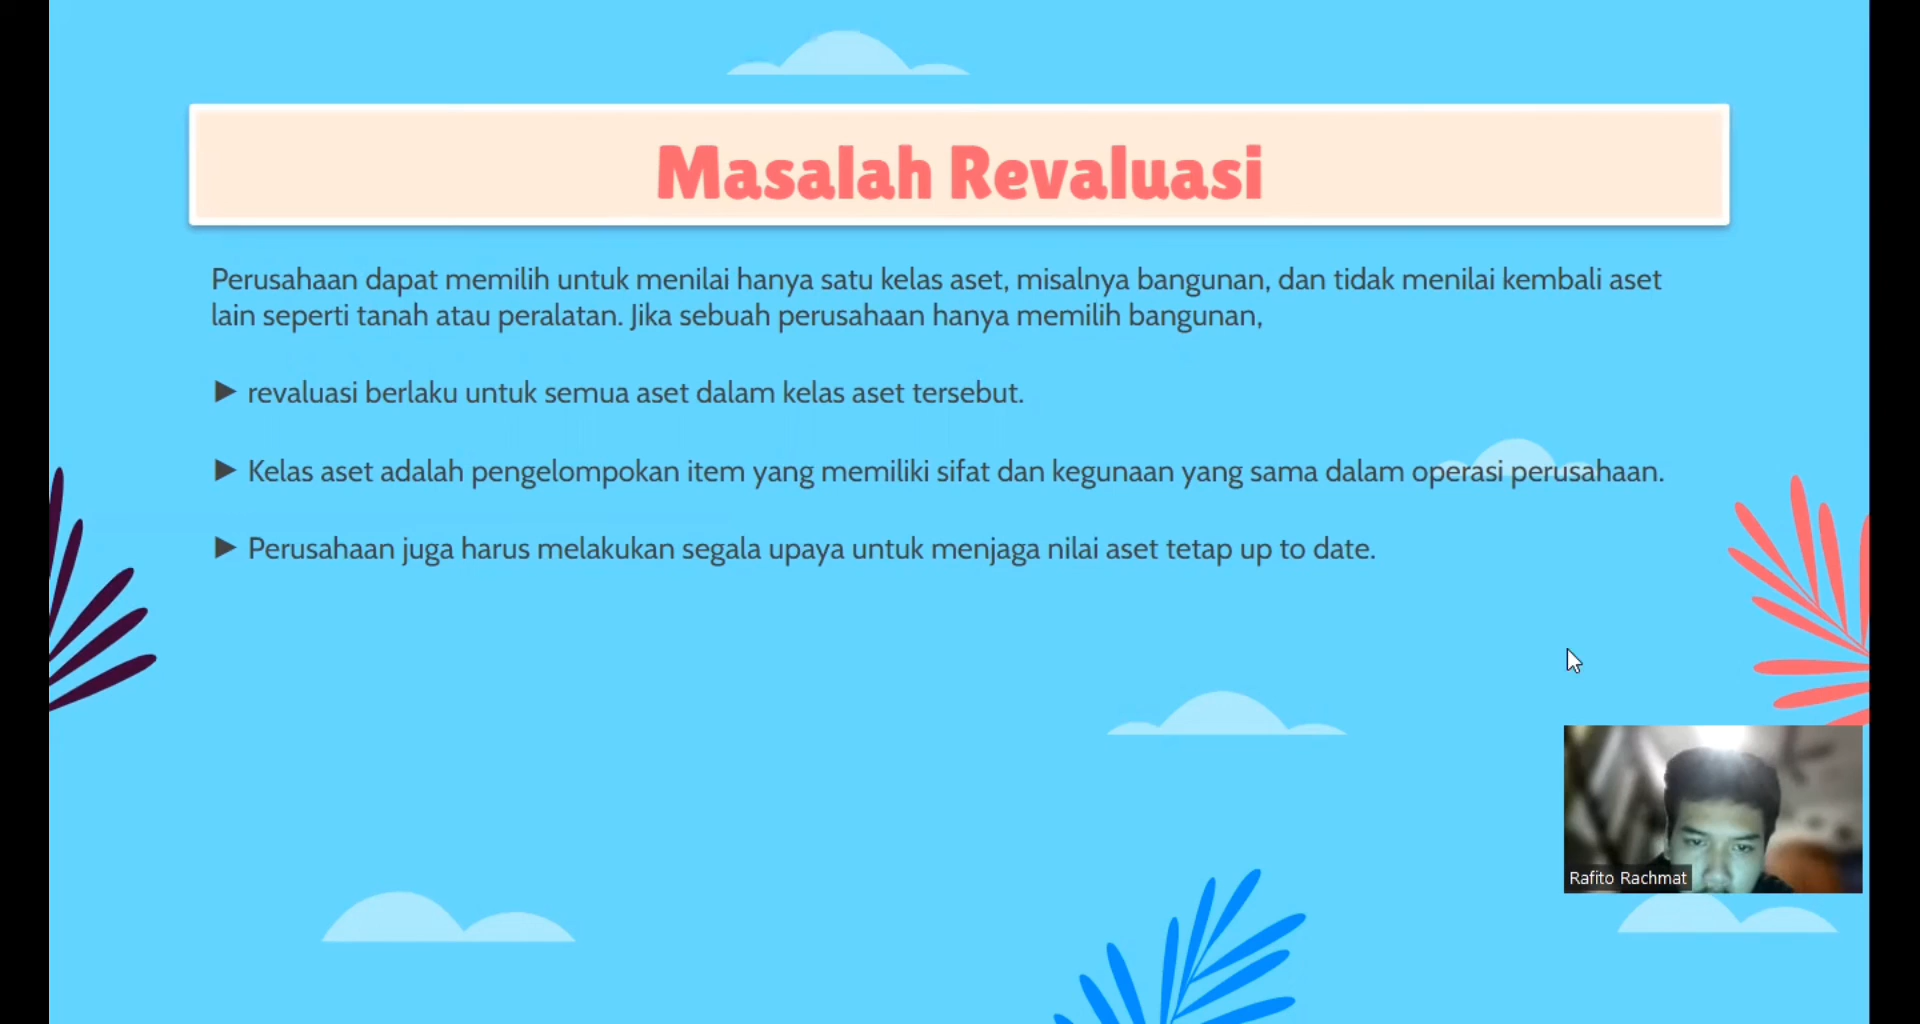 Masalah Revaluasi
Perusahaan dapat memilih untuk menilai hanya satu kelas aset, misalnya bangunan, dan tidak menilai kembali aset
lain seperti tanah atau peralatan. Jika sebuah perusahaan hanya memilih bangunan,
► revaluasi berlaku untuk semua aset dalam kelas aset tersebut.
► Kelas aset adalah pengelompokan item yang memiliki sifat dan kegunaan yang sama dalam operasi perusahaan.
► Perusahaan juga harus melakukan segala upaya untuk menjaga nilai aset tetap up to date.
Rafito Rachmat